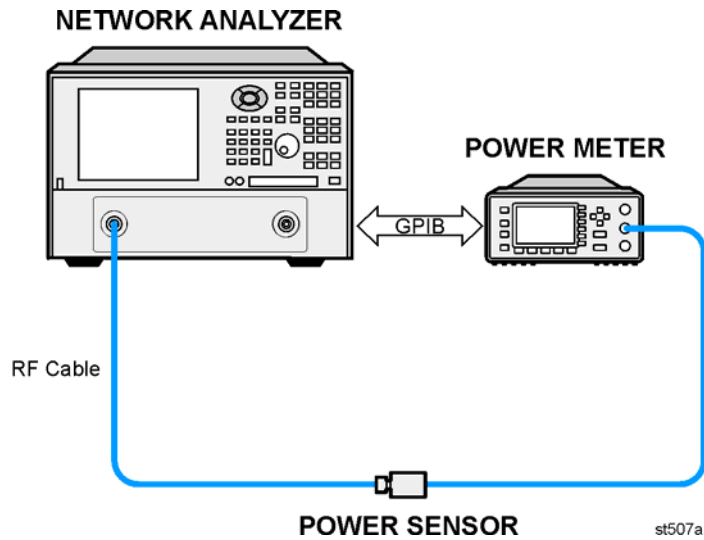 NETWORK ANALYZER
POWER METER
GPIB
RF Cable
POWER SENSOR
st507a